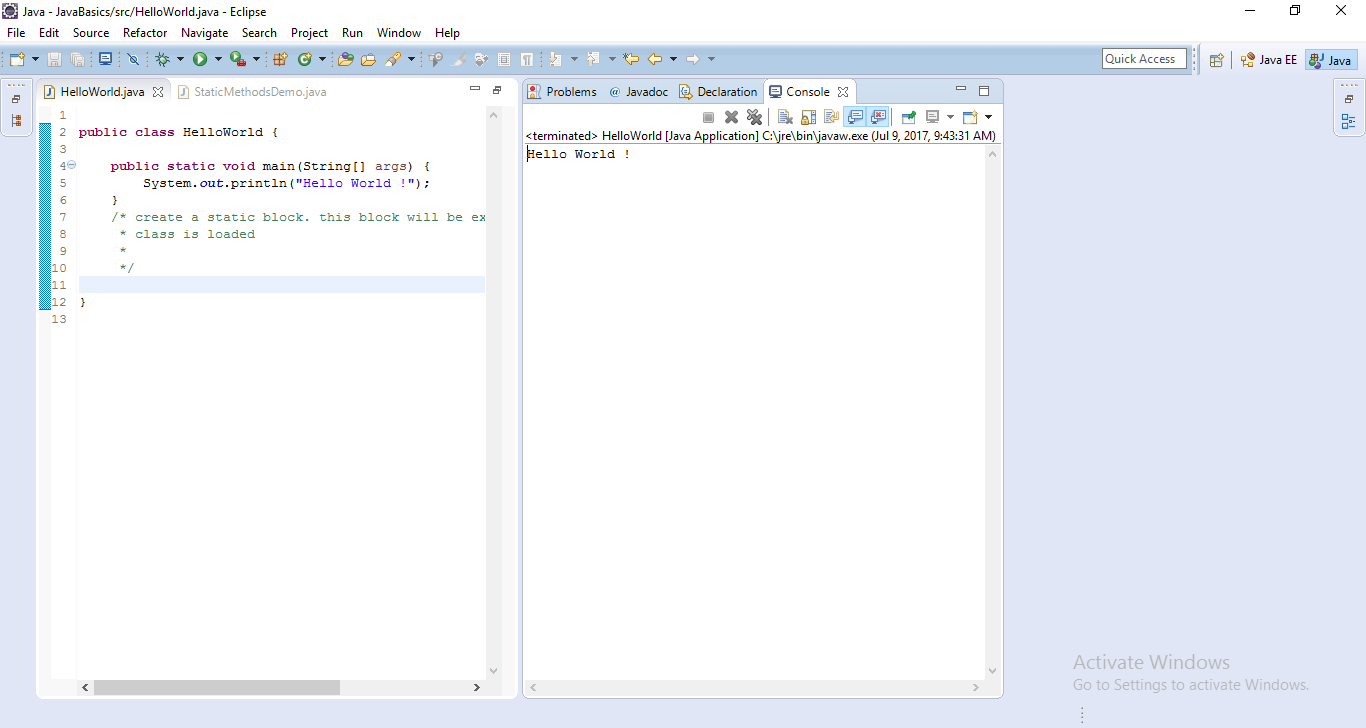 Java - JavaBasics/src/HelloWorld.java - Eclipse
File Edit Source Refactor Navigate Search Project Run Window Help
Quick Access Java EE Java
HelloWorld.java StaticMethodsDemo.java
Problems @ Javadoc Declaration Console
<terminated> HelloWorld [Java Application] C:\jre\bin\javaw.exe (Jul 9, 2017, 9:43:31 AM)
Hello World !
1
2 public class HelloWorld {
3
4 public static void main(String[] args) {
5 System.out.println("Hello World !");
6 }
7 /* create a static block. this block will be ex
8 * class is loaded
9 *
10 */
11
12 }
13
Activate Windows
Go to Settings to activate Windows.